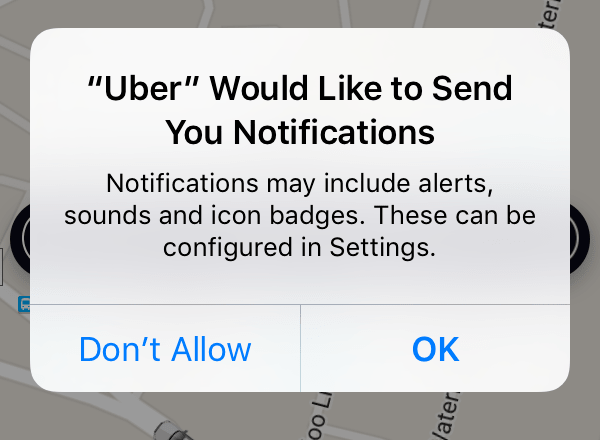 “Uber” Would Like to Send
You Notifications
Notifications may include alerts,
sounds and icon badges. These can be
configured in Settings.
Don’t Allow
OK